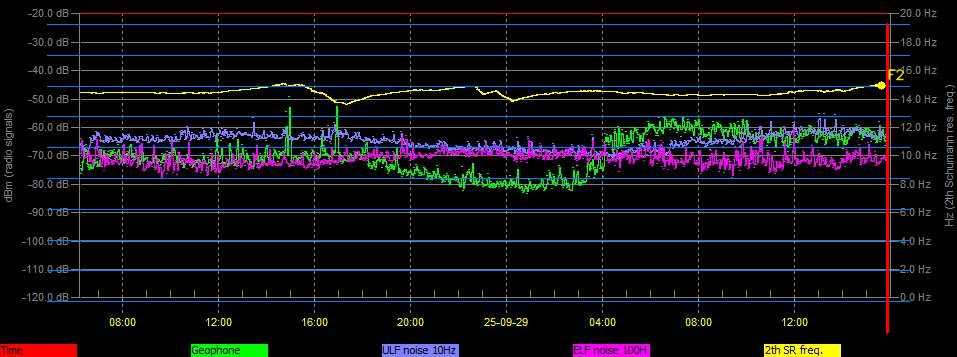 -20.0 dB 20.0 Hz
-30.0 dB 18.0 Hz
-40.0 dB 16.0 Hz
F2
-50.0 dB 14.0 Hz
-60.0 dB 12.0 Hz
-70.0 dB 10.0 Hz
-80.0 dB 8.0 Hz
-90.0 dB 6.0 Hz
-100.0 dB 4.0 Hz
-110.0 dB 2.0 Hz
-120.0 dB 0.0 Hz
dBm (radio signals)
Hz (2th Schumann res. freq.)
08:00 12:00 16:00 20:00 25-09-29 04:00 08:00 12:00
Time Geophone ULF noise 10Hz ELF noise 100H 2th SR freq.